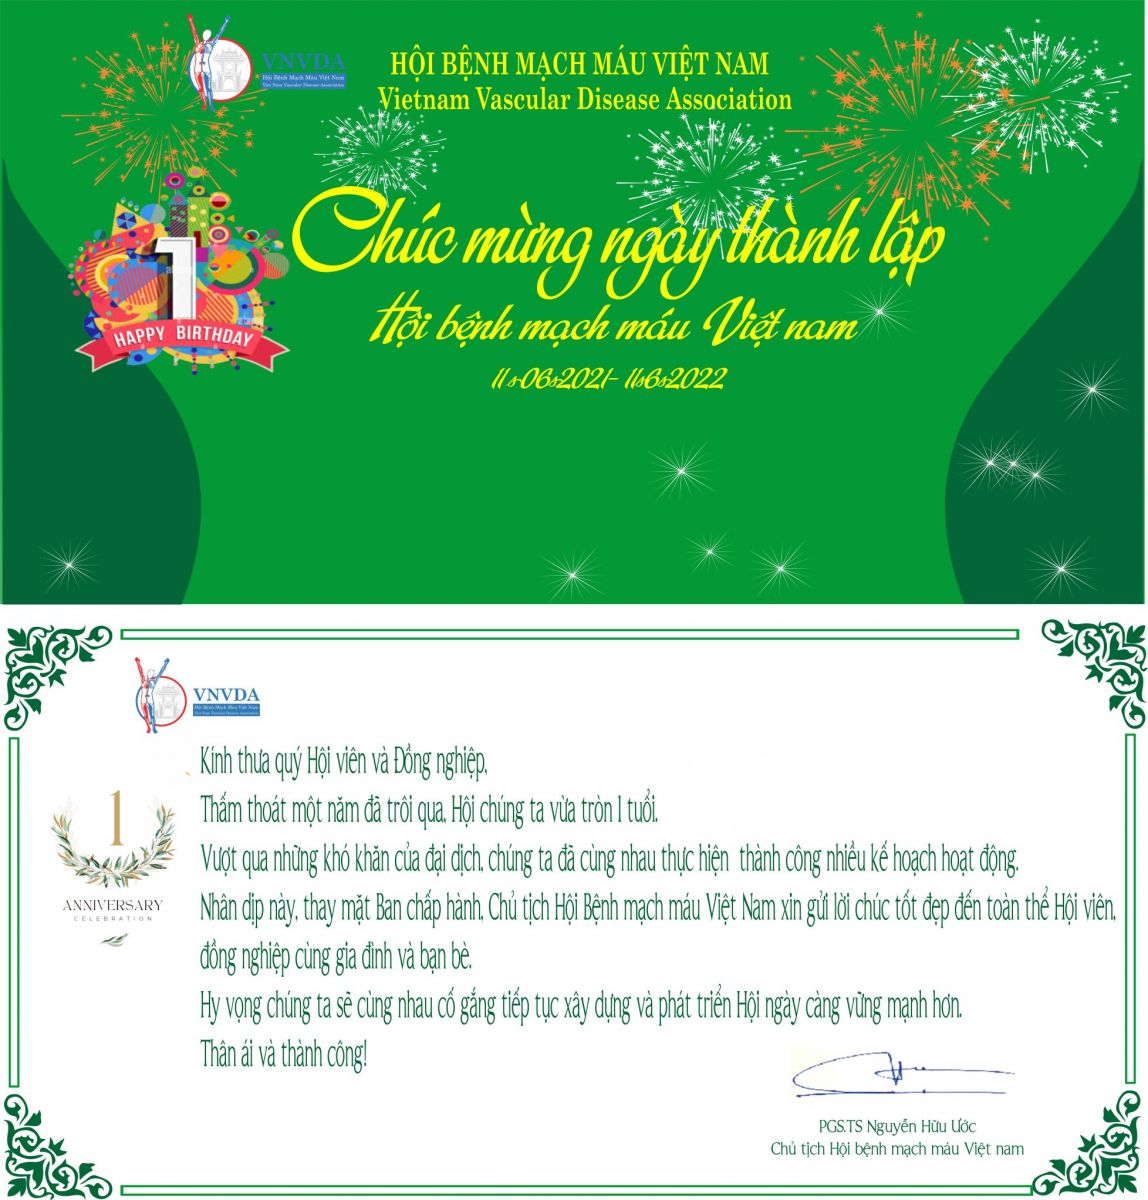 VNVDA
Hội Bệnh Mạch Máu Việt Nam
Viet Nam Vascular Disease Association
HỘI BỆNH MẠCH MÁU VIỆT NAM
Vietnam Vascular Disease Association
Chúc mừng ngày thành lập
Hội bệnh mạch máu Việt nam
1
HAPPY BIRTHDAY
VNVDA
Hội Bệnh Mạch Máu Việt Nam
Viet Nam Vascular Disease Association
Kính thưa quý Hội viên và Đồng nghiệp,
Thấm thoát một năm đã trôi qua, Hội chúng ta vừa tròn 1 tuổi.
Vượt qua những khó khăn của đại dịch, chúng ta đã cùng nhau thực hiện thành công nhiều kế hoạch hoạt động.
Nhân dịp này, thay mặt Ban chấp hành, Chủ tịch Hội Bệnh mạch máu Việt Nam xin gửi lời chúc tốt đẹp đến toàn thể Hội viên,
đồng nghiệp cùng gia đình và bạn bè.
Hy vọng chúng ta sẽ cùng nhau cố gắng tiếp tục xây dựng và phát triển Hội ngày càng vững mạnh hơn.
Thân ái và thành công!
1
ANNIVERSARY
CELEBRATION
PGS.TS Nguyễn Hữu Ước
Chủ tịch Hội bệnh mạch máu Việt nam